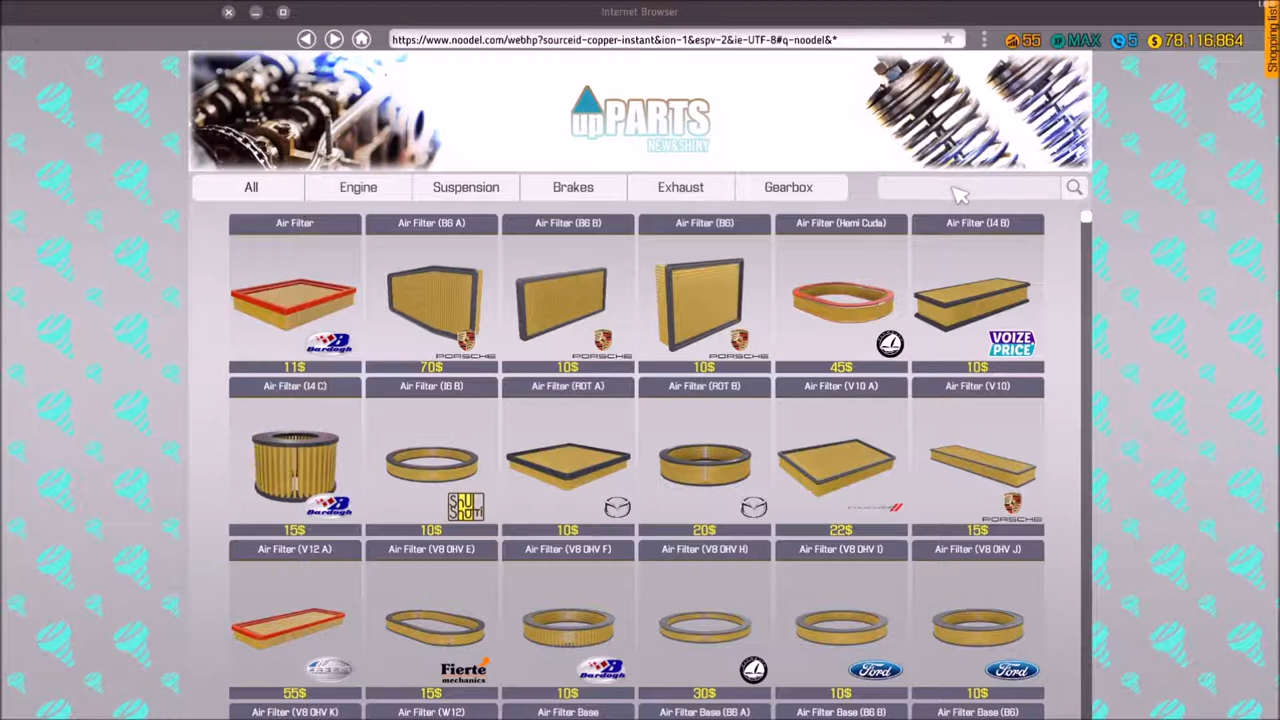 Internet Browser
https://www.noodel.com/webhp?sourceid-copper-instant&ion-1&espv-2&ie-UTF-8#q-noodel&*
55 MAX 5 $ 78,116,864
Shopping list
upPARTS
NEW&SHINY
All Engine Suspension Brakes Exhaust Gearbox
Air Filter Air Filter (B6 A) Air Filter (B6 B) Air Filter (B6) Air Filter (Hemi Cuda) Air Filter (I4 B)
Bardogh PORSCHE PORSCHE PORSCHE VOIZE PRICE
11$ 70$ 10$ 10$ 45$ 10$
Air Filter (I4 C) Air Filter (I6 B) Air Filter (ROT A) Air Filter (ROT B) Air Filter (V10 A) Air Filter (V10)
Bardogh PORSCHE
15$ 10$ 10$ 20$ 22$ 15$
Air Filter (V12 A) Air Filter (V8 OHV E) Air Filter (V8 OHV F) Air Filter (V8 OHV H) Air Filter (V8 OHV I) Air Filter (V8 OHV J)
Fierte mechanics Bardogh Ford Ford
55$ 15$ 10$ 30$ 10$ 10$
Air Filter (V8 OHV K) Air Filter (W12) Air Filter Base Air Filter Base (B6 A) Air Filter Base (B6 B) Air Filter Base (B6)